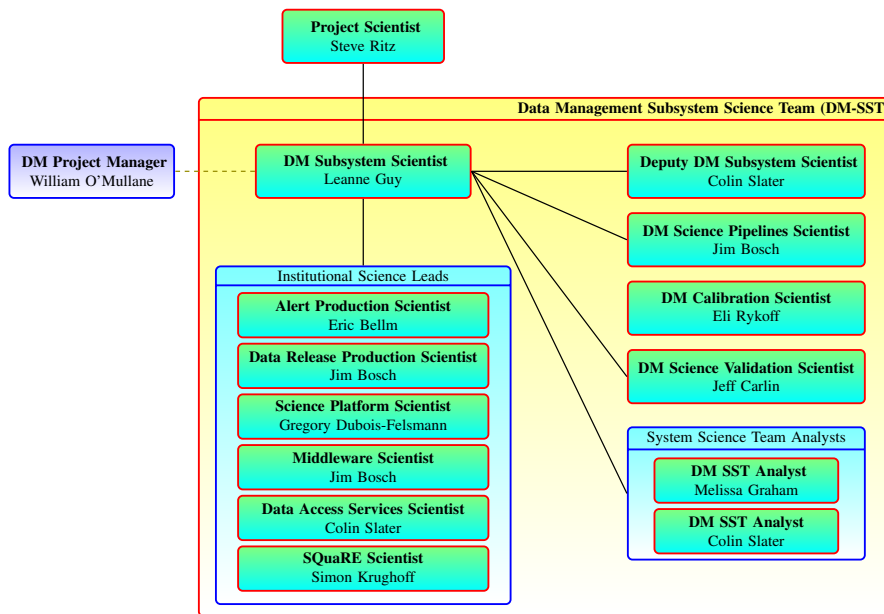 Project Scientist
Steve Ritz
Data Management Subsystem Science Team (DM-SST
DM Project Manager
William O'Mullane
DM Subsystem Scientist
Leanne Guy
Deputy DM Subsystem Scientist
Colin Slater
DM Science Pipelines Scientist
Jim Bosch
DM Calibration Scientist
Eli Rykoff
DM Science Validation Scientist
Jeff Carlin
Institutional Science Leads
Alert Production Scientist
Eric Bellm
Data Release Production Scientist
Jim Bosch
Science Platform Scientist
Gregory Dubois-Felsmann
Middleware Scientist
Jim Bosch
Data Access Services Scientist
Colin Slater
SQuaRE Scientist
Simon Krughoff
System Science Team Analysts
DM SST Analyst
Melissa Graham
DM SST Analyst
Colin Slater